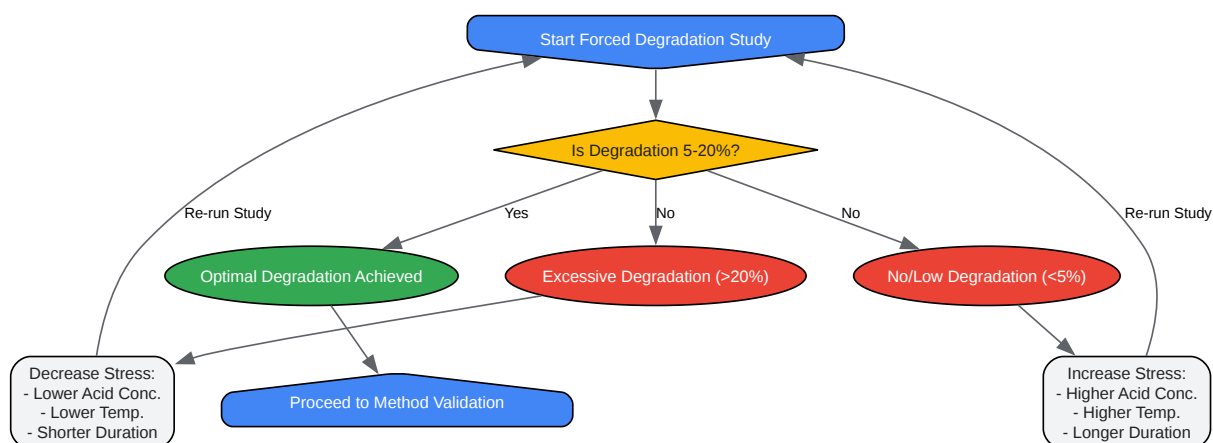 Start Forced Degradation Study
Is Degradation 5-20%?
Re-run Study
Yes
No
No
Re-run Study
Optimal Degradation Achieved
Excessive Degradation (>20%)
No/Low Degradation (<5%)
Decrease Stress:
- Lower Acid Conc.
- Lower Temp.
- Shorter Duration
Proceed to Method Validation
Increase Stress:
- Higher Acid Conc.
- Higher Temp.
- Longer Duration